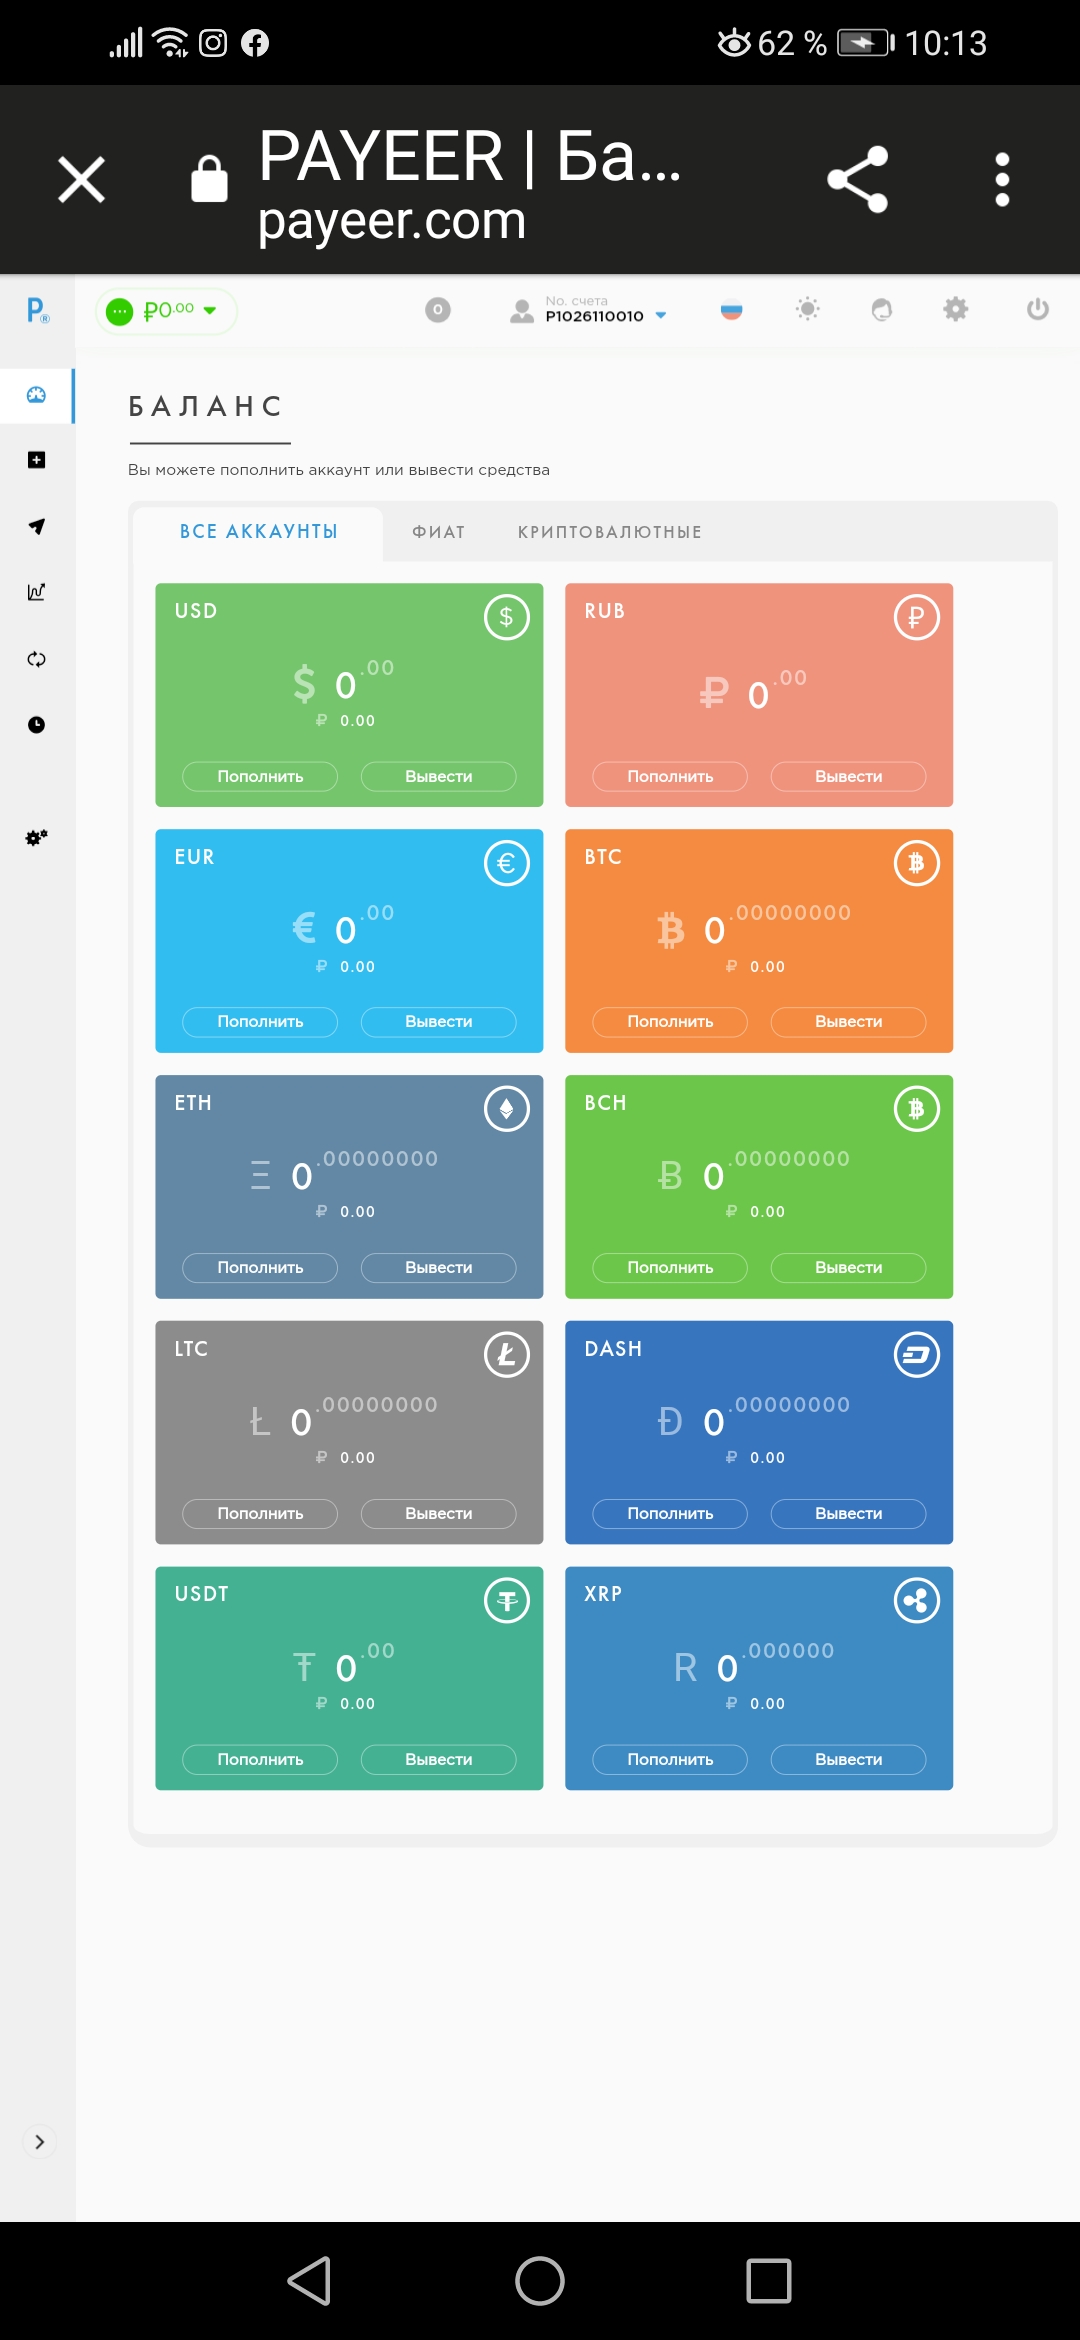 62 % 10:13
PAYEER | Ба...
payeer.com
P®
₽0.00
0
No. счета
P1026110010
БАЛАНС
Вы можете пополнить аккаунт или вывести средства
ВСЕ АККАУНТЫ ФИАТ КРИПТОВАЛЮТНЫЕ
USD $
$ 0.00
₽ 0.00
Пополнить Вывести
RUB ₽
₽ 0.00
Пополнить Вывести
EUR €
€ 0.00
₽ 0.00
Пополнить Вывести
BTC ₿
₿ 0.00000000
₽ 0.00
Пополнить Вывести
ETH
Ξ 0.00000000
₽ 0.00
Пополнить Вывести
BCH ₿
Ƀ 0.00000000
₽ 0.00
Пополнить Вывести
LTC Ł
Ł 0.00000000
₽ 0.00
Пополнить Вывести
DASH
Đ 0.00000000
₽ 0.00
Пополнить Вывести
USDT ₮
Ŧ 0.00
₽ 0.00
Пополнить Вывести
XRP
R 0.000000
₽ 0.00
Пополнить Вывести